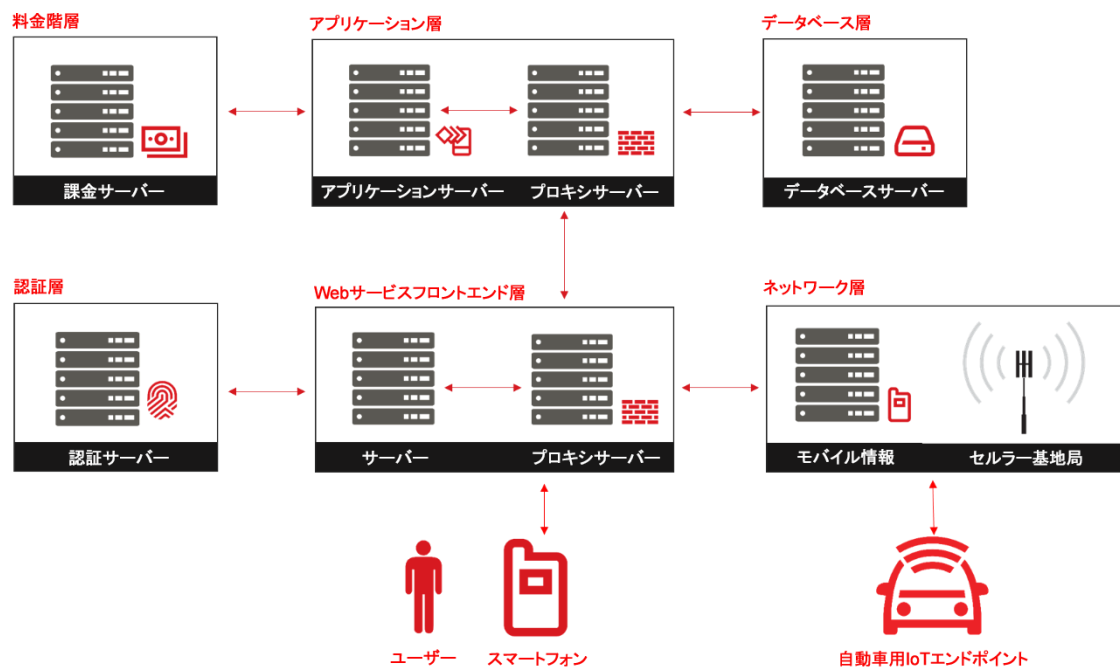 料金階層
アプリケーション層
データベース層
課金サーバー
アプリケーションサーバー
プロキシサーバー
データベースサーバー
認証層
Webサービスフロントエンド層
ネットワーク層
認証サーバー
サーバー
プロキシサーバー
モバイル情報
セルラー基地局
ユーザー
スマートフォン
自動車用IoTエンドポイント